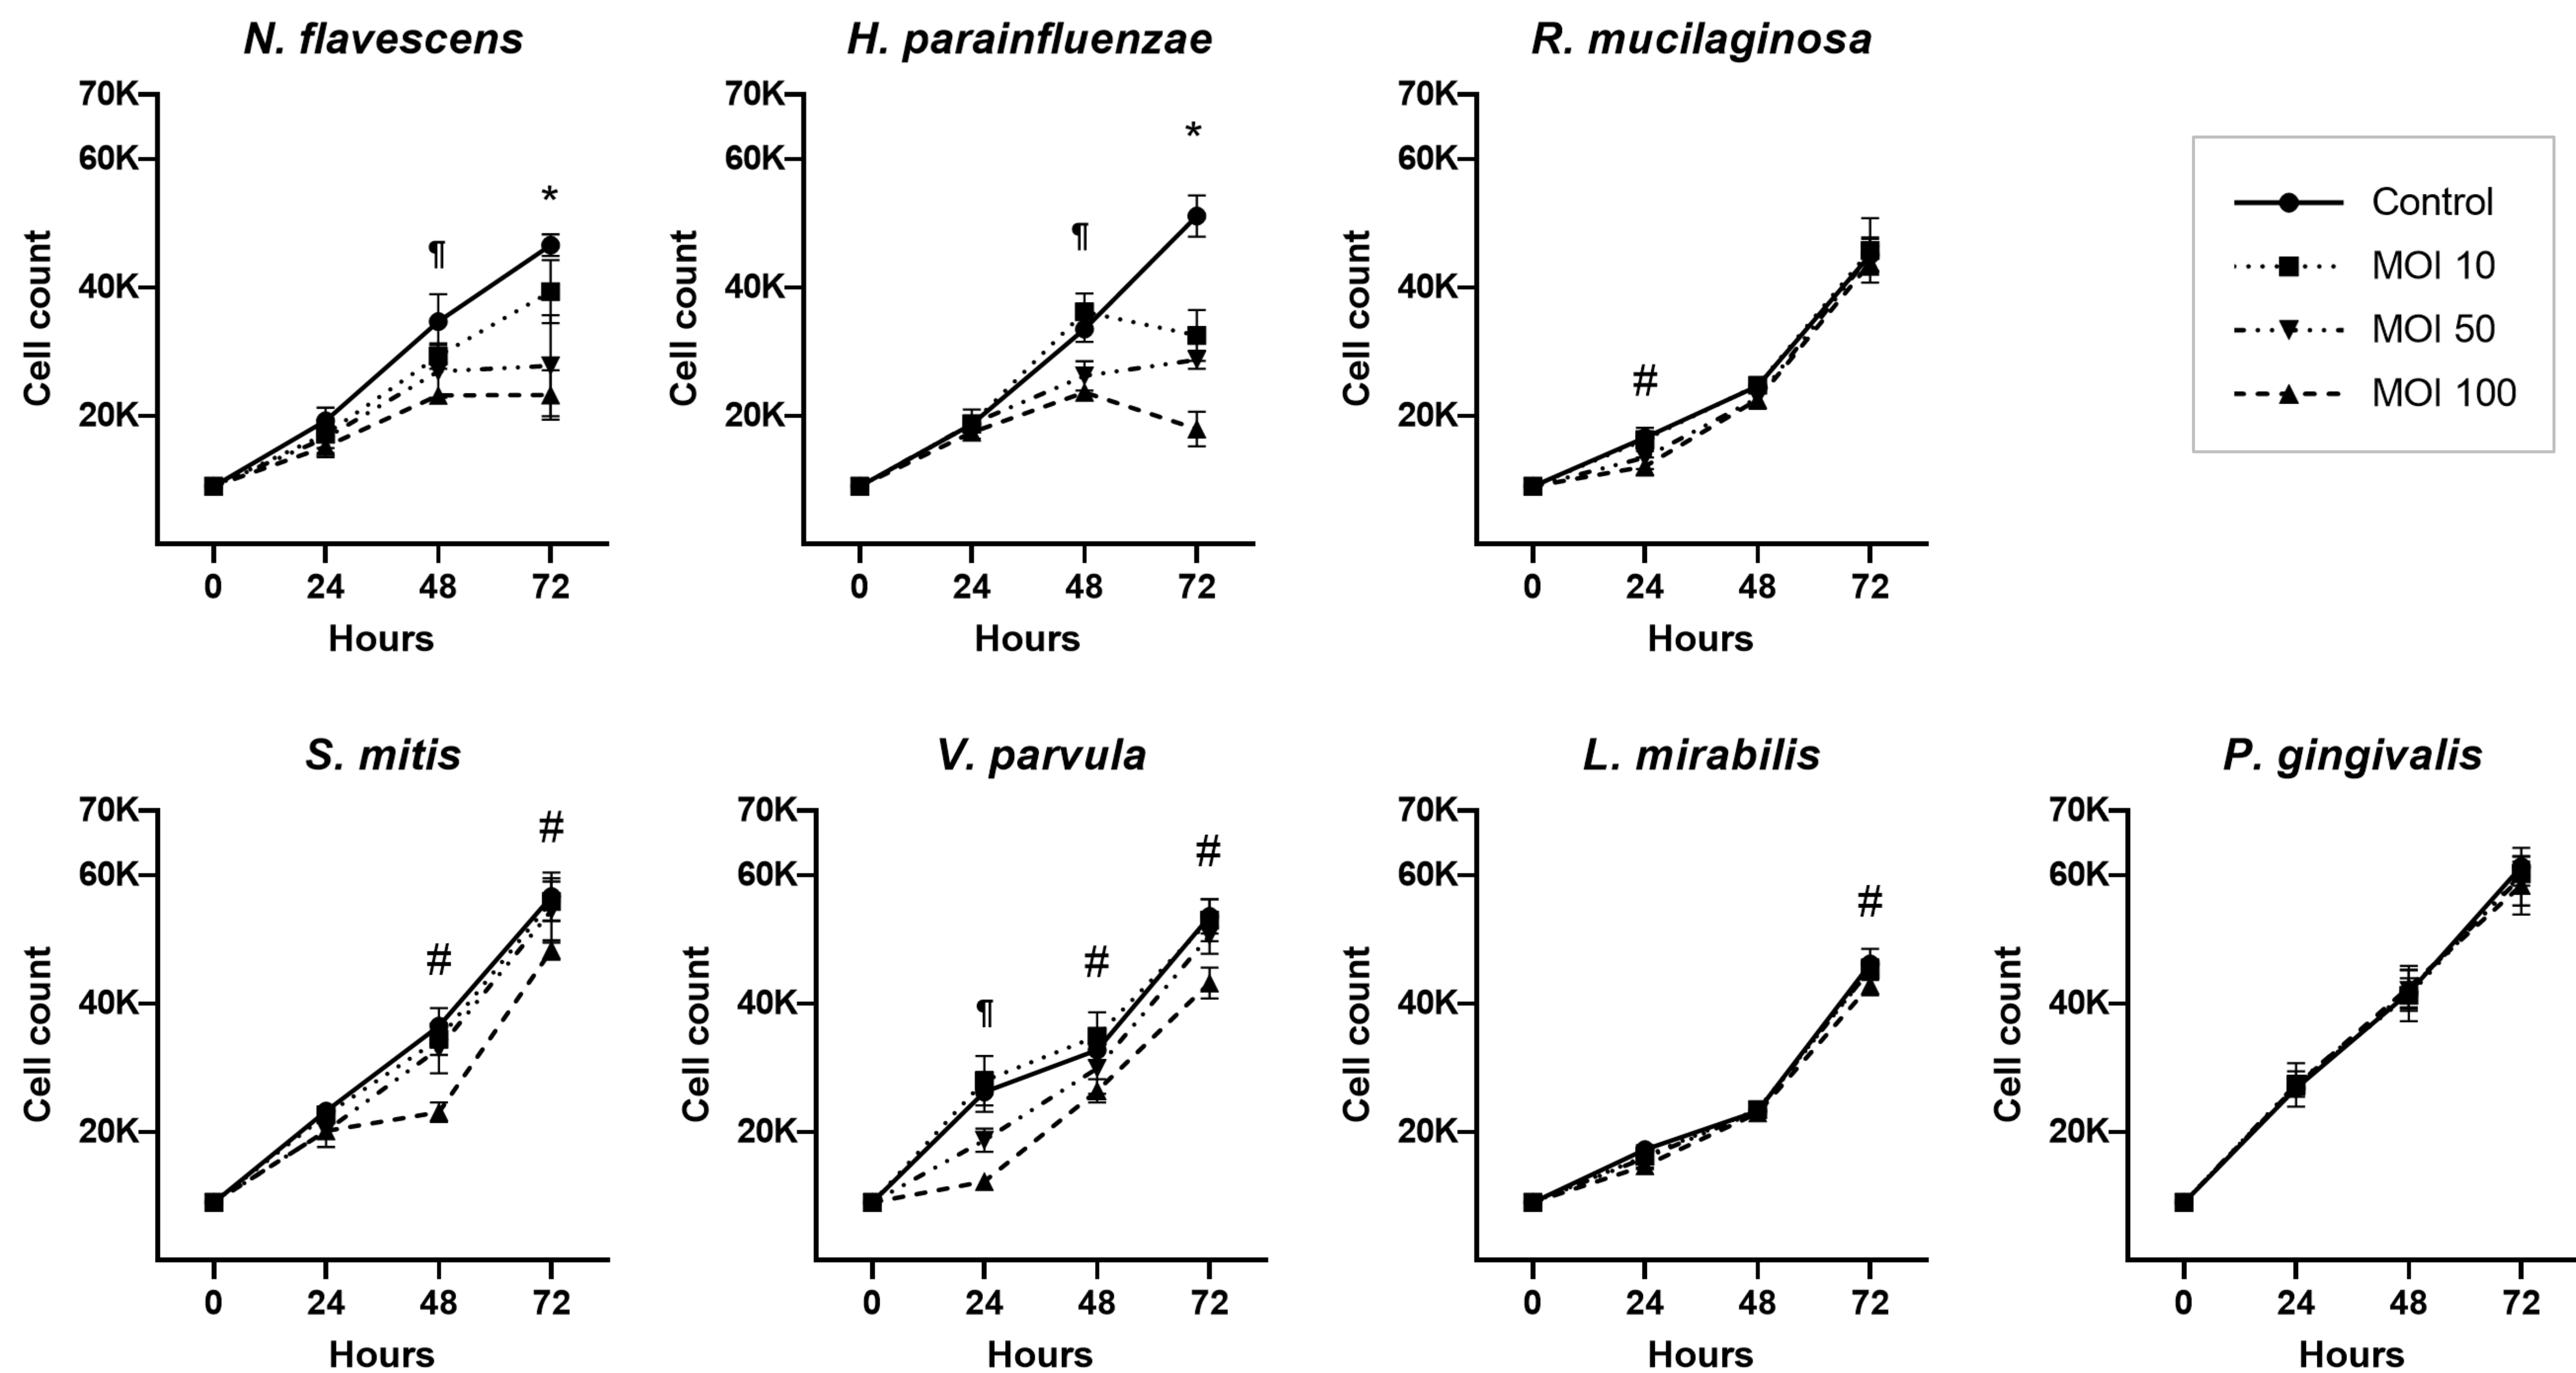 N. flavescens
70K
60K
40K
20K
Cell count
¶
*
0 24 48 72
Hours
H. parainfluenzae
70K
60K
40K
20K
Cell count
¶
*
0 24 48 72
Hours
R. mucilaginosa
70K
60K
40K
20K
Cell count
#
0 24 48 72
Hours
Control
MOI 10
MOI 50
MOI 100
S. mitis
70K
60K
40K
20K
Cell count
#
#
0 24 48 72
Hours
V. parvula
70K
60K
40K
20K
Cell count
¶
#
#
0 24 48 72
Hours
L. mirabilis
70K
60K
40K
20K
Cell count
#
0 24 48 72
Hours
P. gingivalis
70K
60K
40K
20K
Cell count
0 24 48 72
Hours